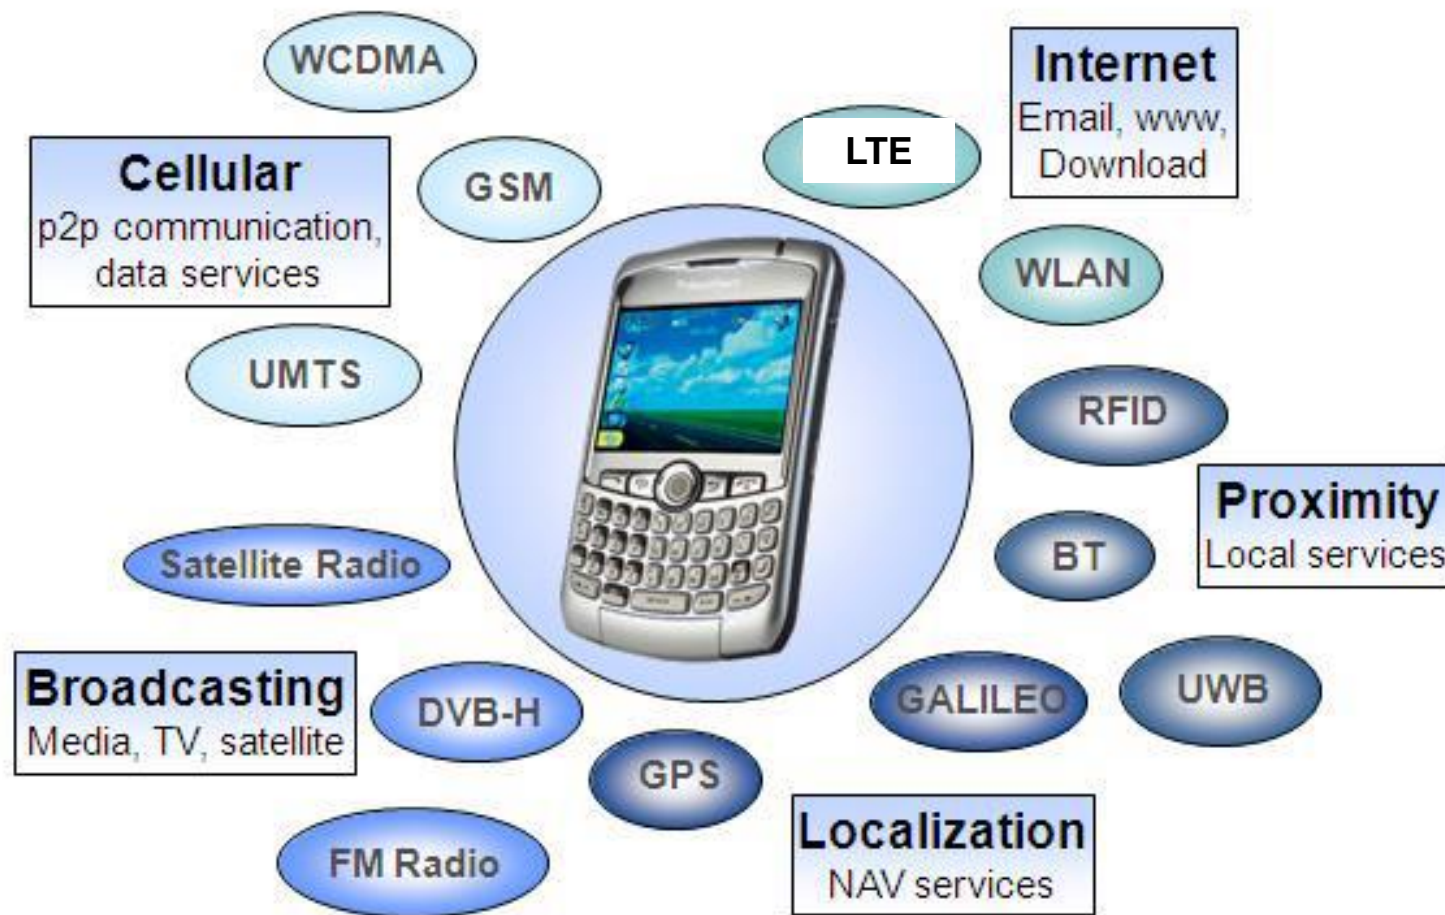 WCDMA
Internet
Email, www,
Download
LTE
Cellular
p2p communication,
data services
GSM
WLAN
UMTS
RFID
Proximity
Local services
BT
Satellite Radio
Broadcasting
Media, TV, satellite
DVB-H
GALILEO
UWB
GPS
Localization
NAV services
FM Radio